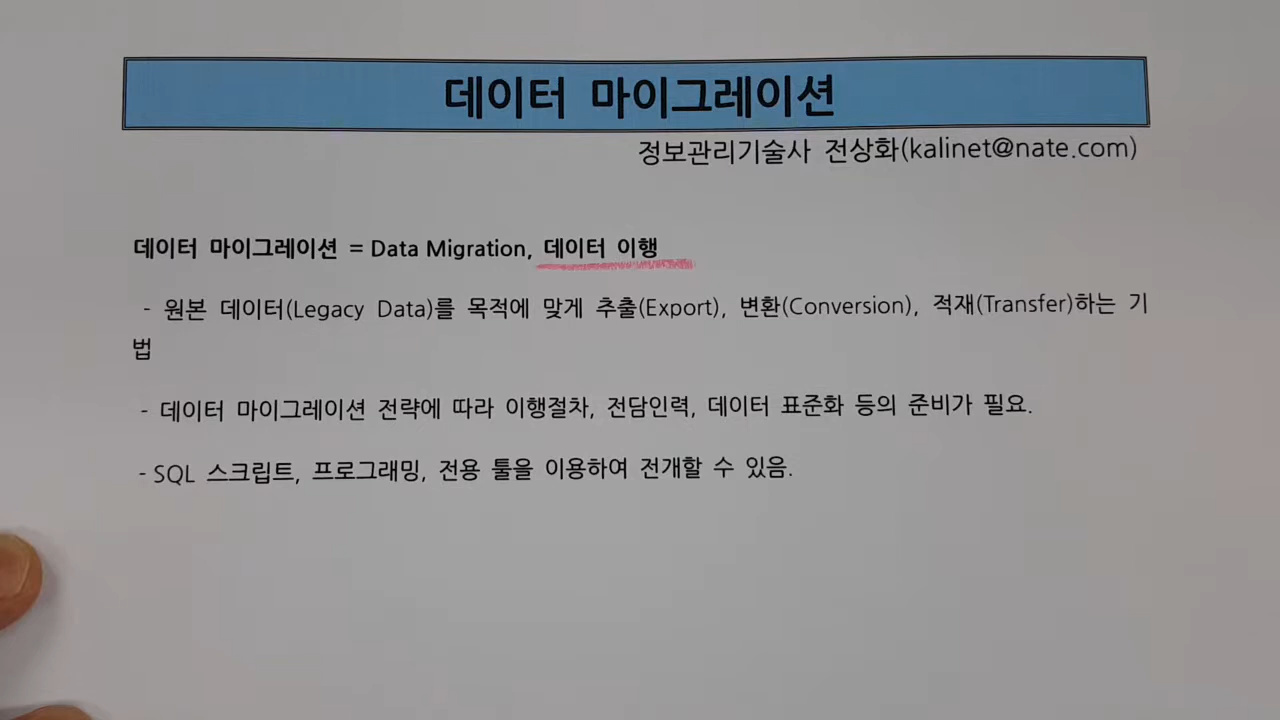 데이터 마이그레이션
정보관리기술사 전상화(kalinet@nate.com)
데이터 마이그레이션 = Data Migration, 데이터 이행
- 원본 데이터(Legacy Data)를 목적에 맞게 추출(Export), 변환(Conversion), 적재(Transfer)하는 기
법
- 데이터 마이그레이션 전략에 따라 이행절차, 전담인력, 데이터 표준화 등의 준비가 필요.
- SQL 스크립트, 프로그래밍, 전용 툴을 이용하여 전개할 수 있음.